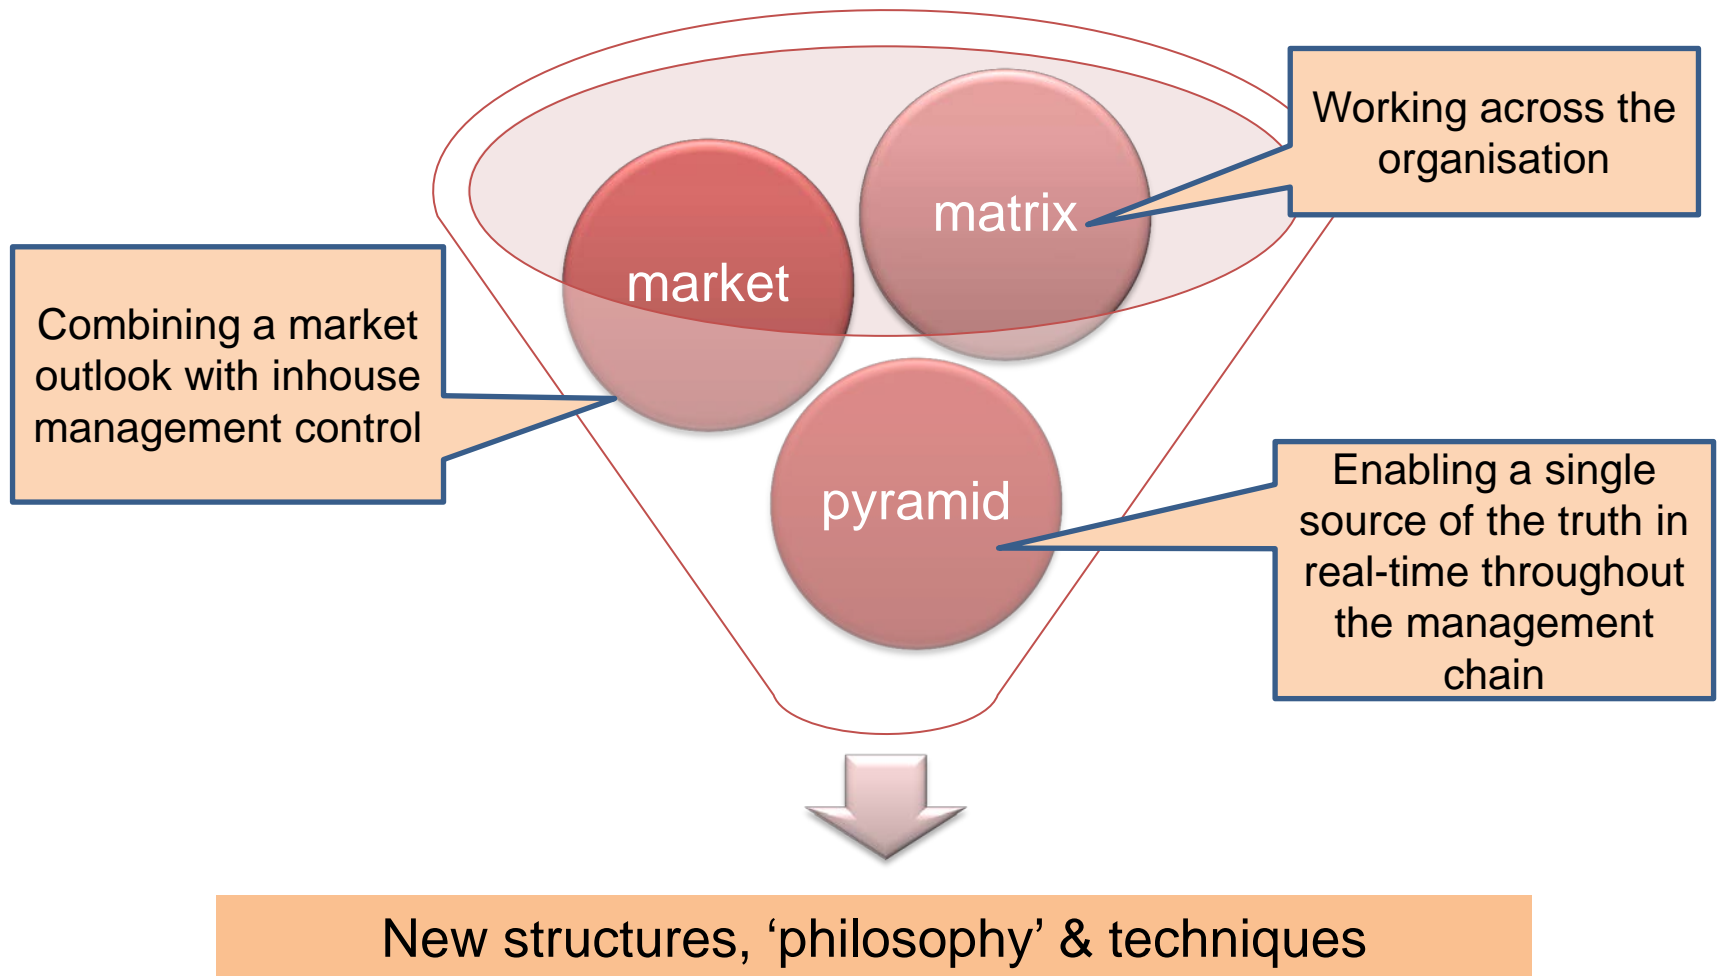 Working across the
organisation
matrix
market
Combining a market
outlook with inhouse
management control
pyramid
Enabling a single
source of the truth in
real-time throughout
the management
chain
New structures, ‘philosophy’ & techniques